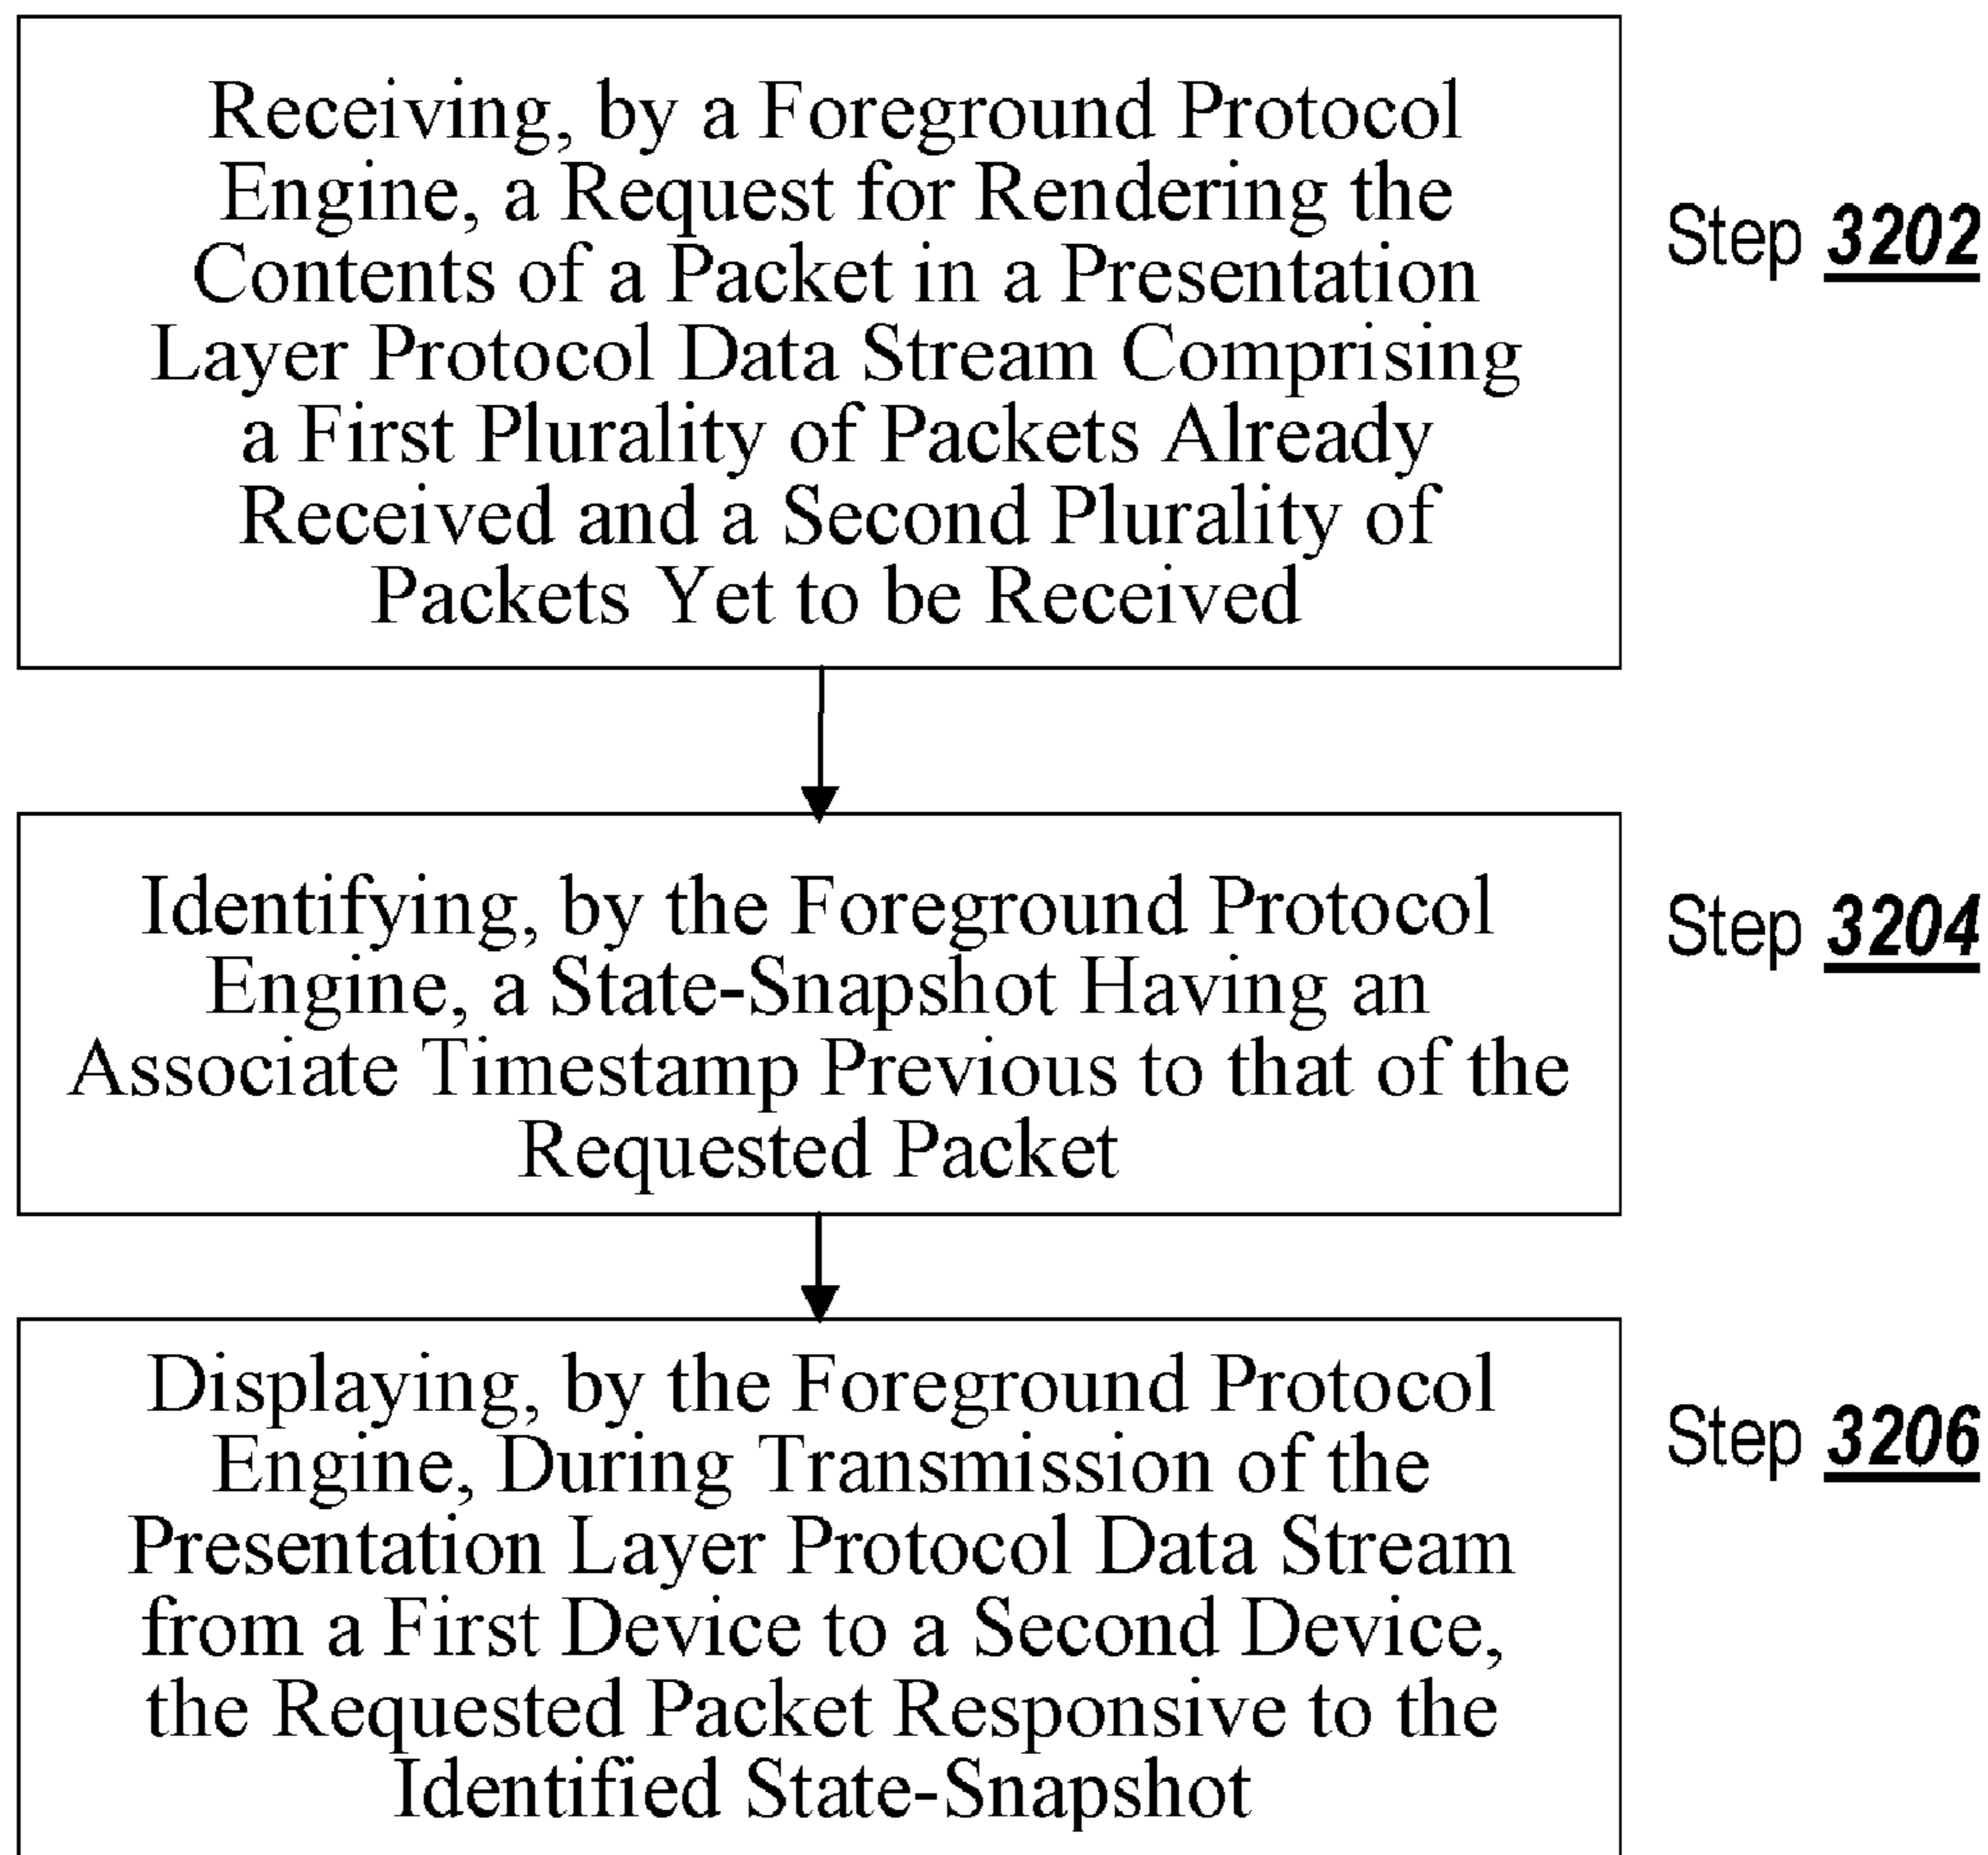 Receiving, by a Foreground Protocol
Engine, a Request for Rendering the
Contents of a Packet in a Presentation
Layer Protocol Data Stream Comprising
a First Plurality of Packets Already
Received and a Second Plurality of
Packets Yet to be Received
Step 3202
Identifying, by the Foreground Protocol
Engine, a State-Snapshot Having an
Associate Timestamp Previous to that of the
Requested Packet
Step 3204
Displaying, by the Foreground Protocol
Engine, During Transmission of the
Presentation Layer Protocol Data Stream
from a First Device to a Second Device,
the Requested Packet Responsive to the
Identified State-Snapshot
Step 3206